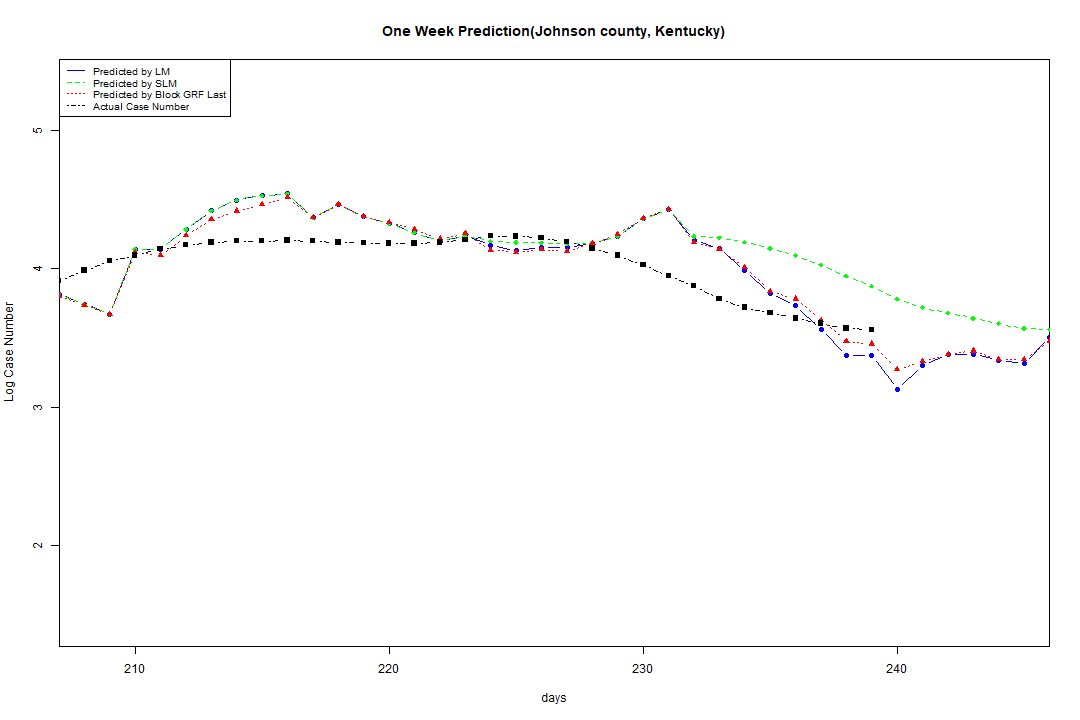 One Week Prediction(Johnson county, Kentucky)
Predicted by LM
Predicted by SLM
Predicted by Block GRF Last
Actual Case Number
5
4
3
2
Log Case Number
210 220 230 240
days